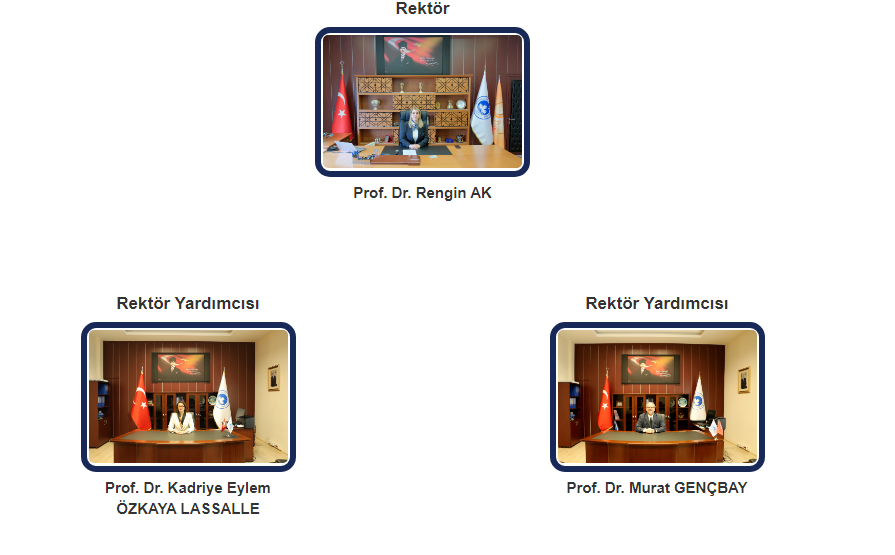 Rektör
Prof. Dr. Rengin AK
Rektör Yardımcısı
Prof. Dr. Kadriye Eylem
ÖZKAYA LASSALLE
Rektör Yardımcısı
Prof. Dr. Murat GENÇBAY